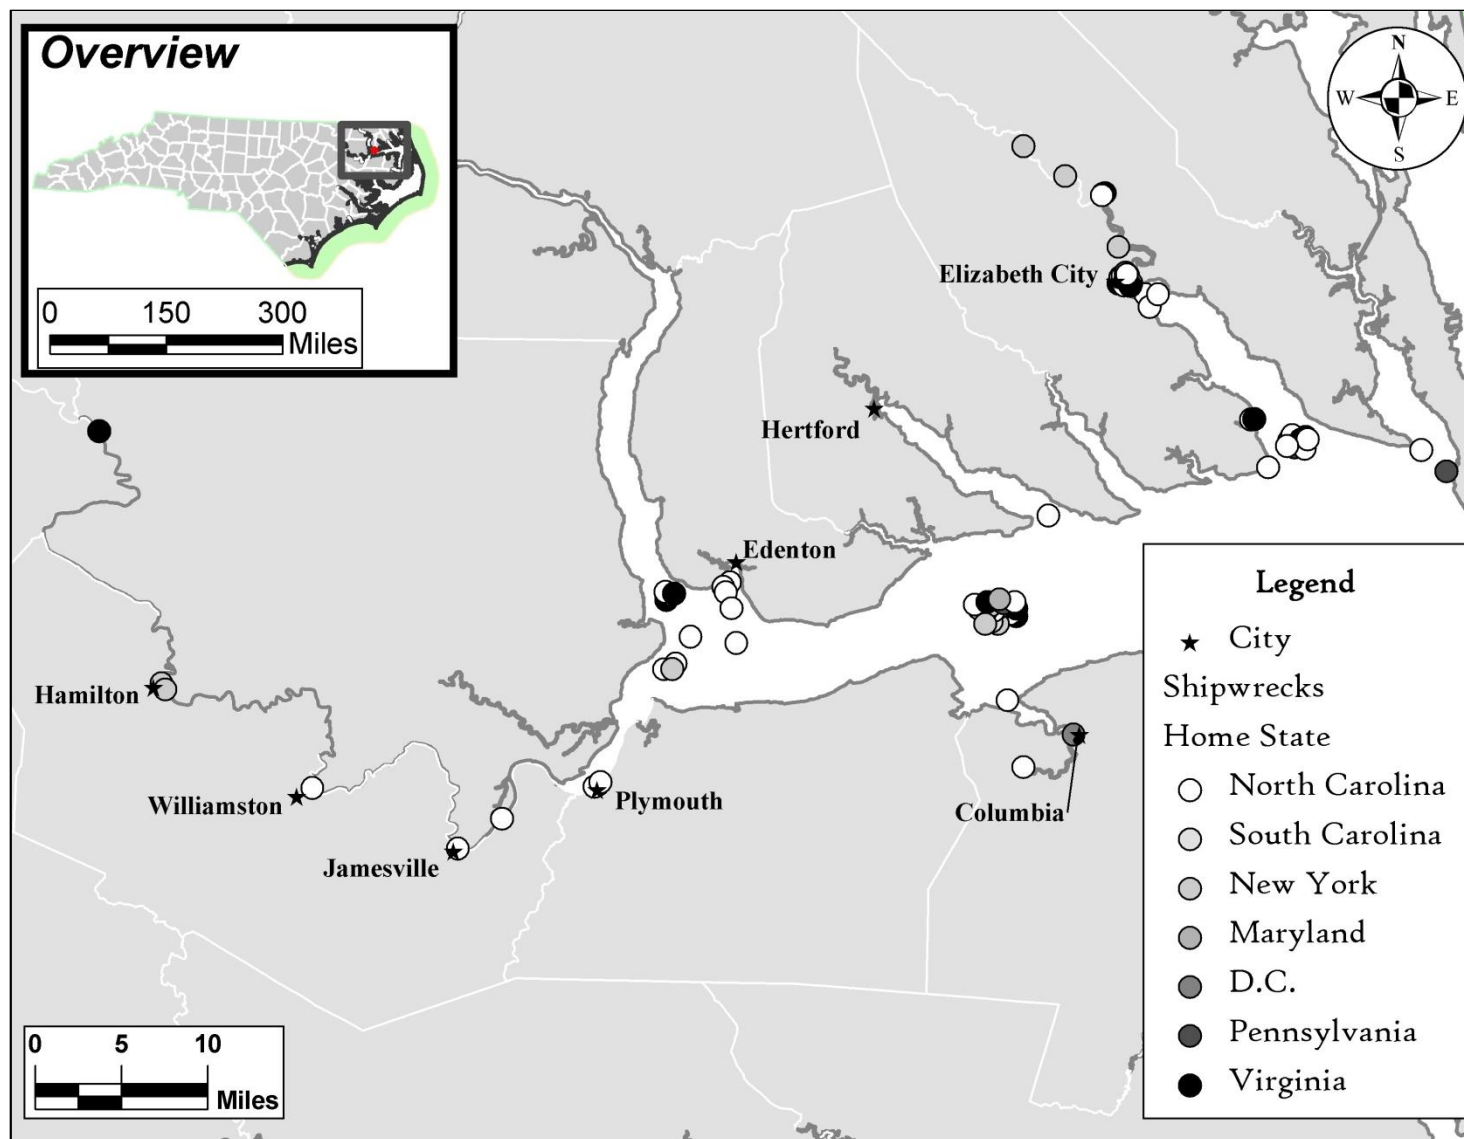 Overview
0 150 300
Miles
N
W E
S
Elizabeth City
Hertford
Edenton
Hamilton
Williamston
Jamesville
Plymouth
Columbia
Legend
City
Shipwrecks
Home State
North Carolina
South Carolina
New York
Maryland
D.C.
Pennsylvania
Virginia
0 5 10
Miles